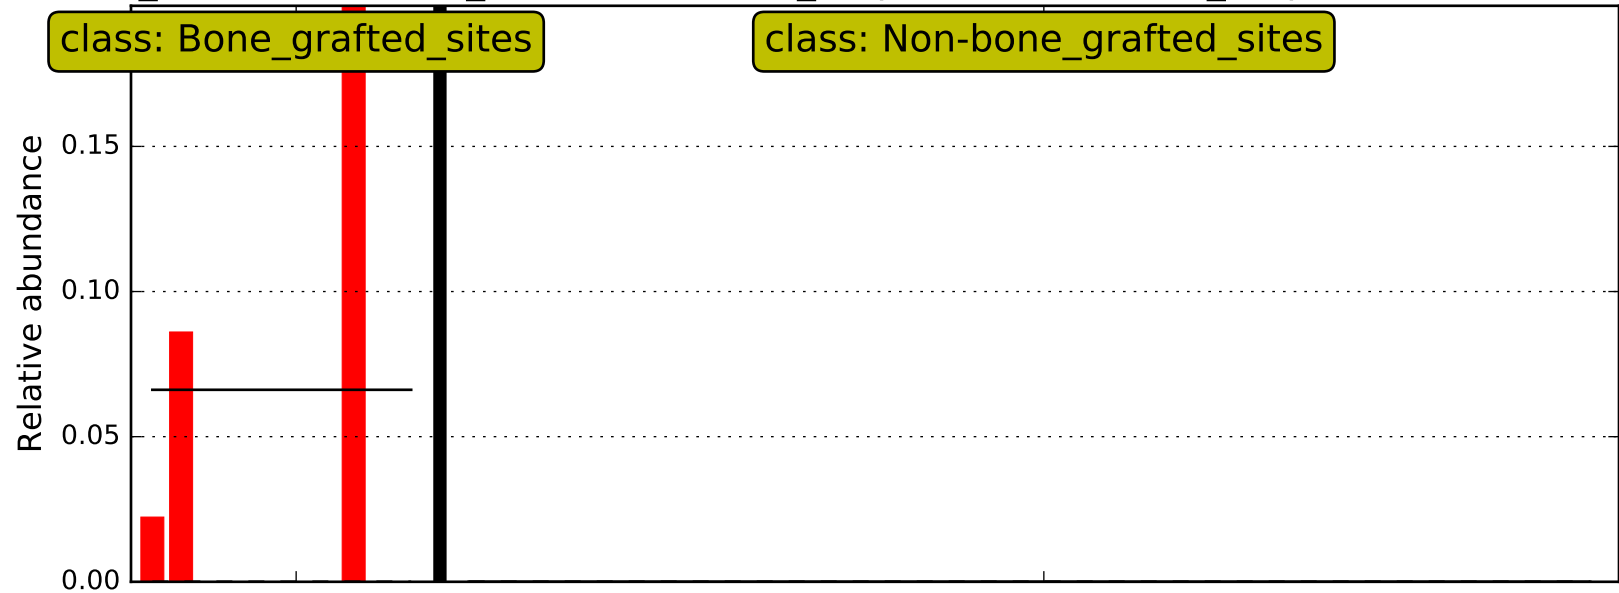 class: Bone_grafted_sites
class: Non-bone_grafted_sites
Relative abundance
0.15
0.10
0.05
0.00